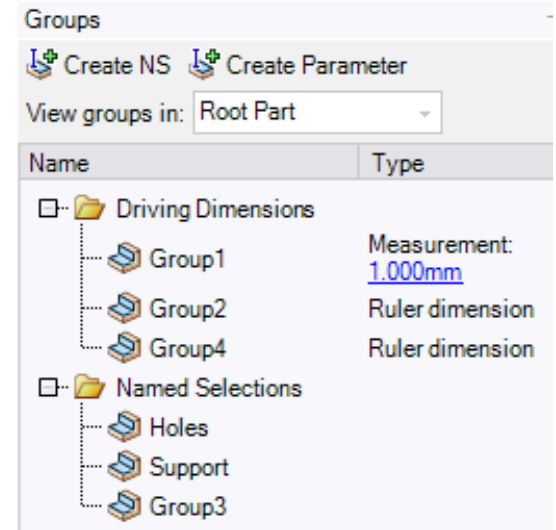 Groups
Create NS Create Parameter
View groups in: Root Part
Name Type
Driving Dimensions
Group1 Measurement: 1.000mm
Group2 Ruler dimension
Group4 Ruler dimension
Named Selections
Holes
Support
Group3